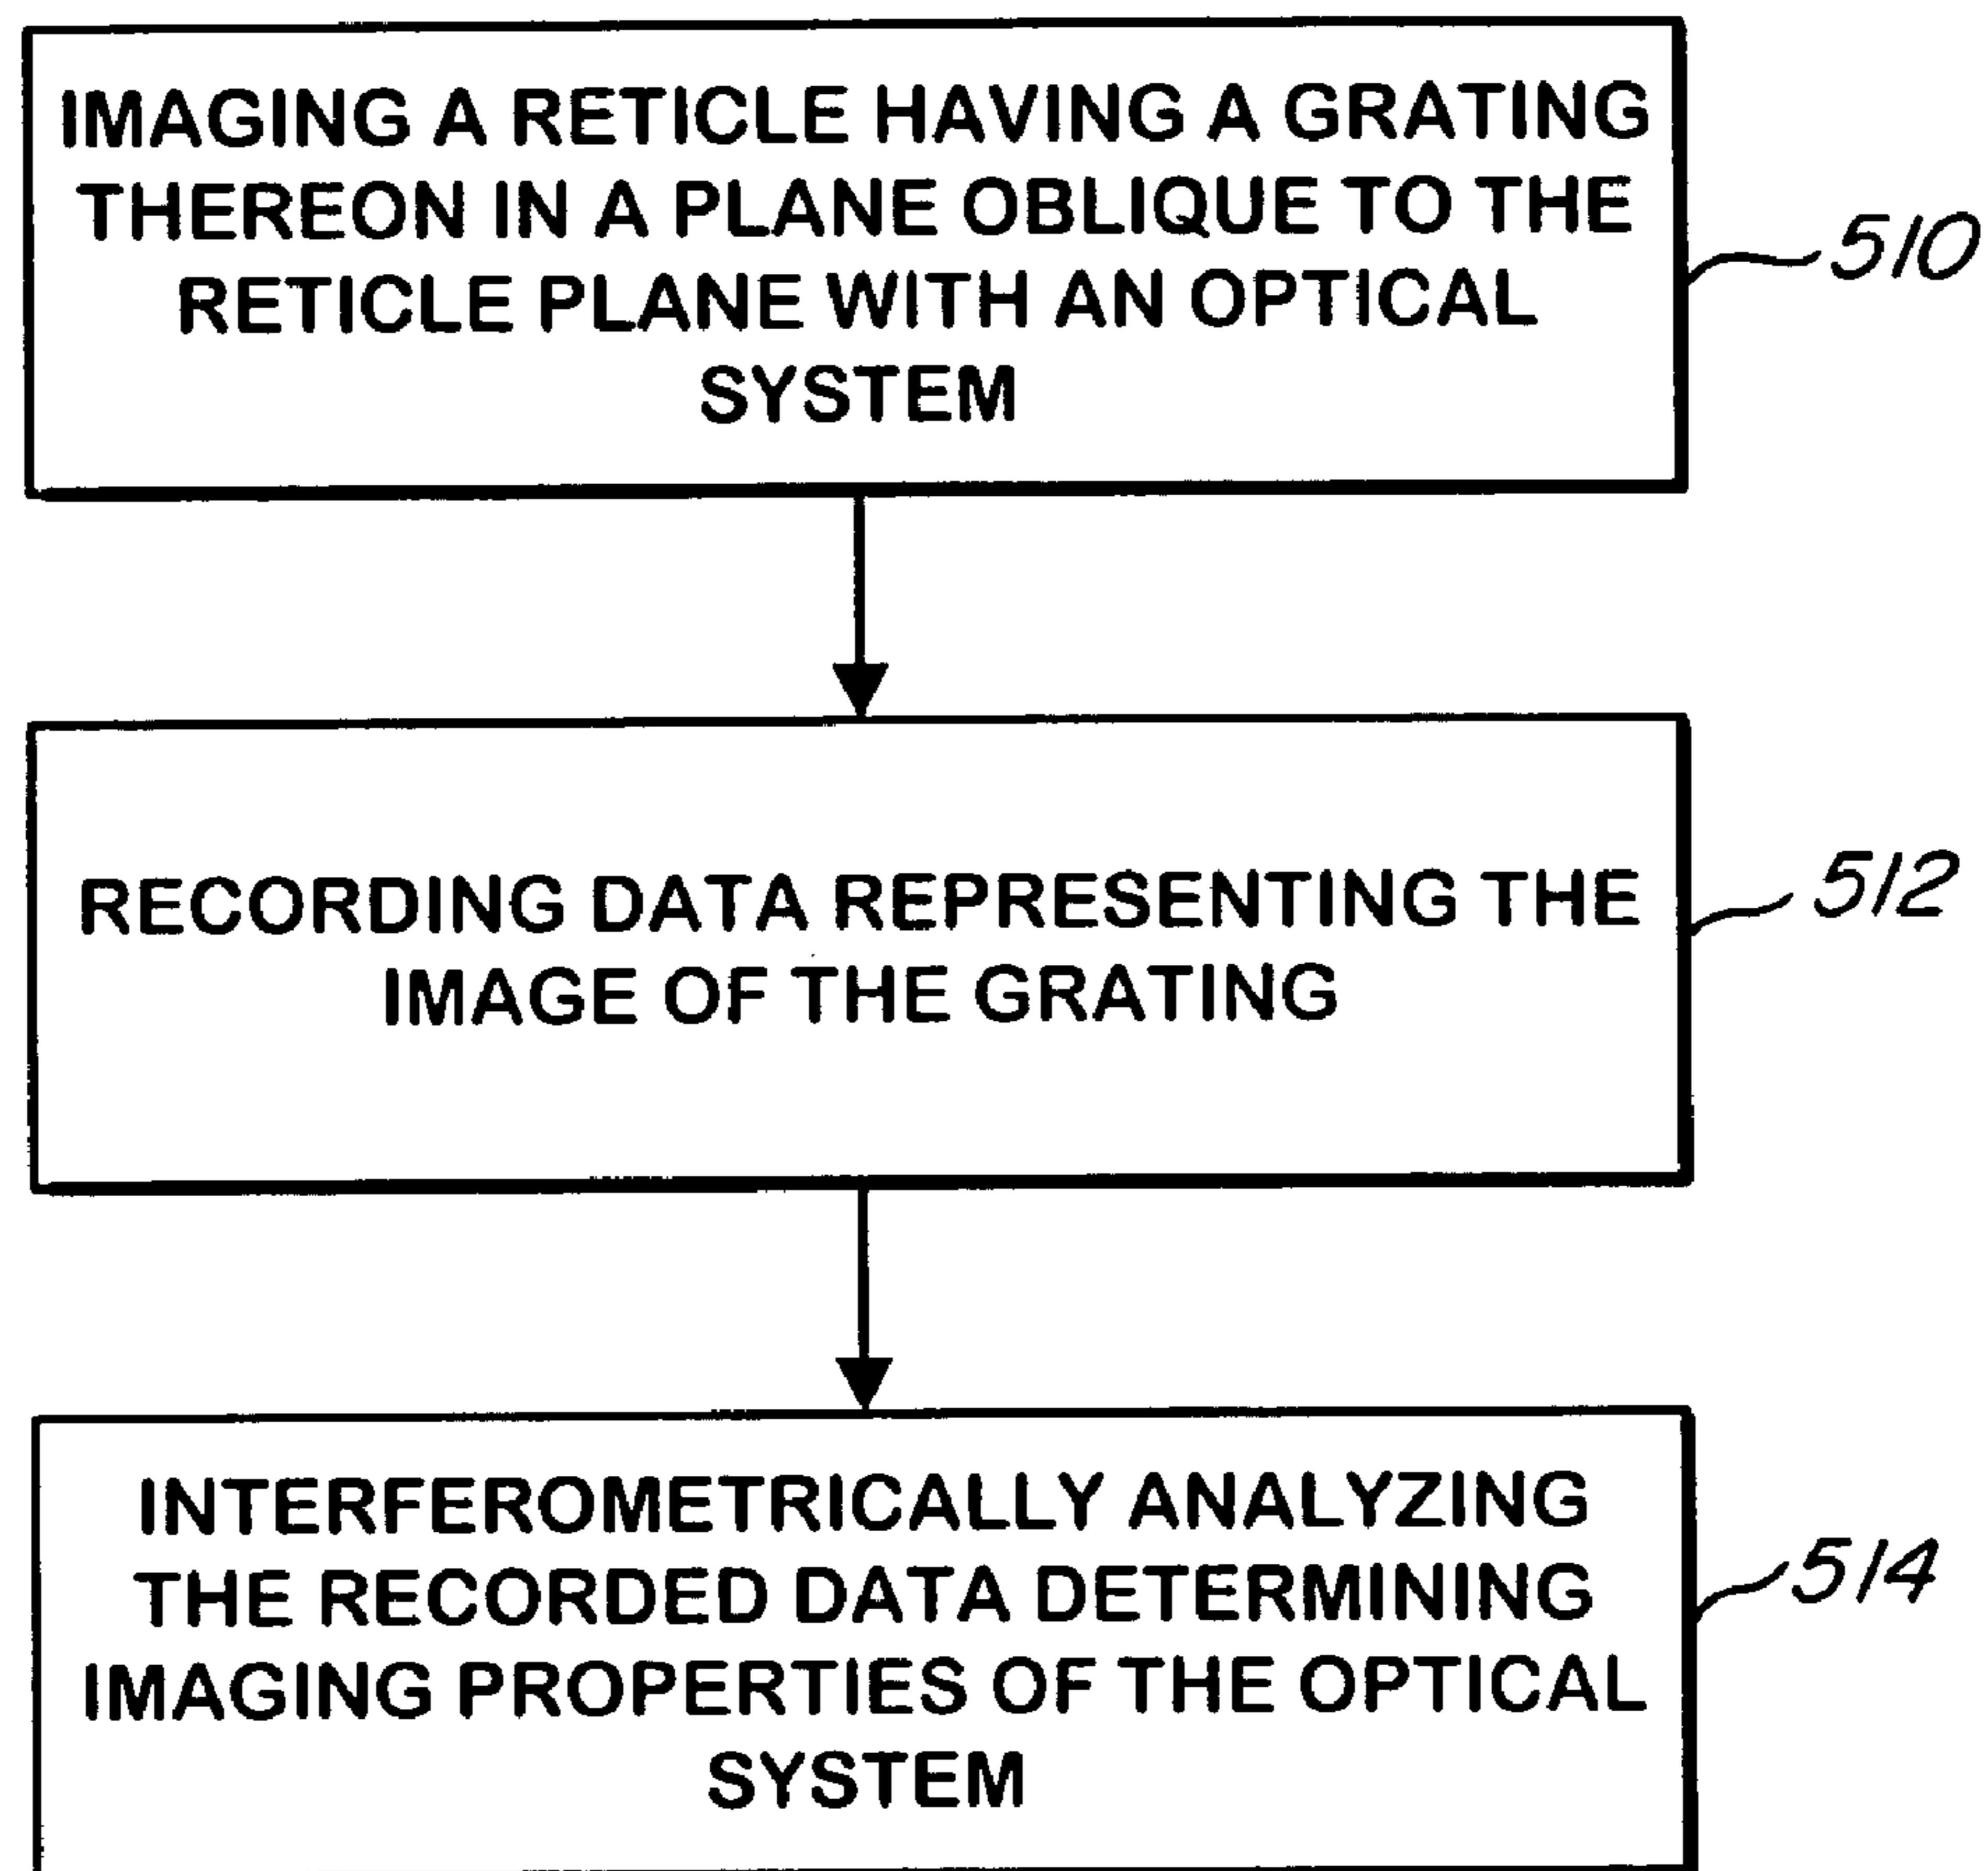 IMAGING A RETICLE HAVING A GRATING
THEREON IN A PLANE OBLIQUE TO THE
RETICLE PLANE WITH AN OPTICAL
SYSTEM
510
RECORDING DATA REPRESENTING THE
IMAGE OF THE GRATING
512
INTERFEROMETRICALLY ANALYZING
THE RECORDED DATA DETERMINING
IMAGING PROPERTIES OF THE OPTICAL
SYSTEM
514